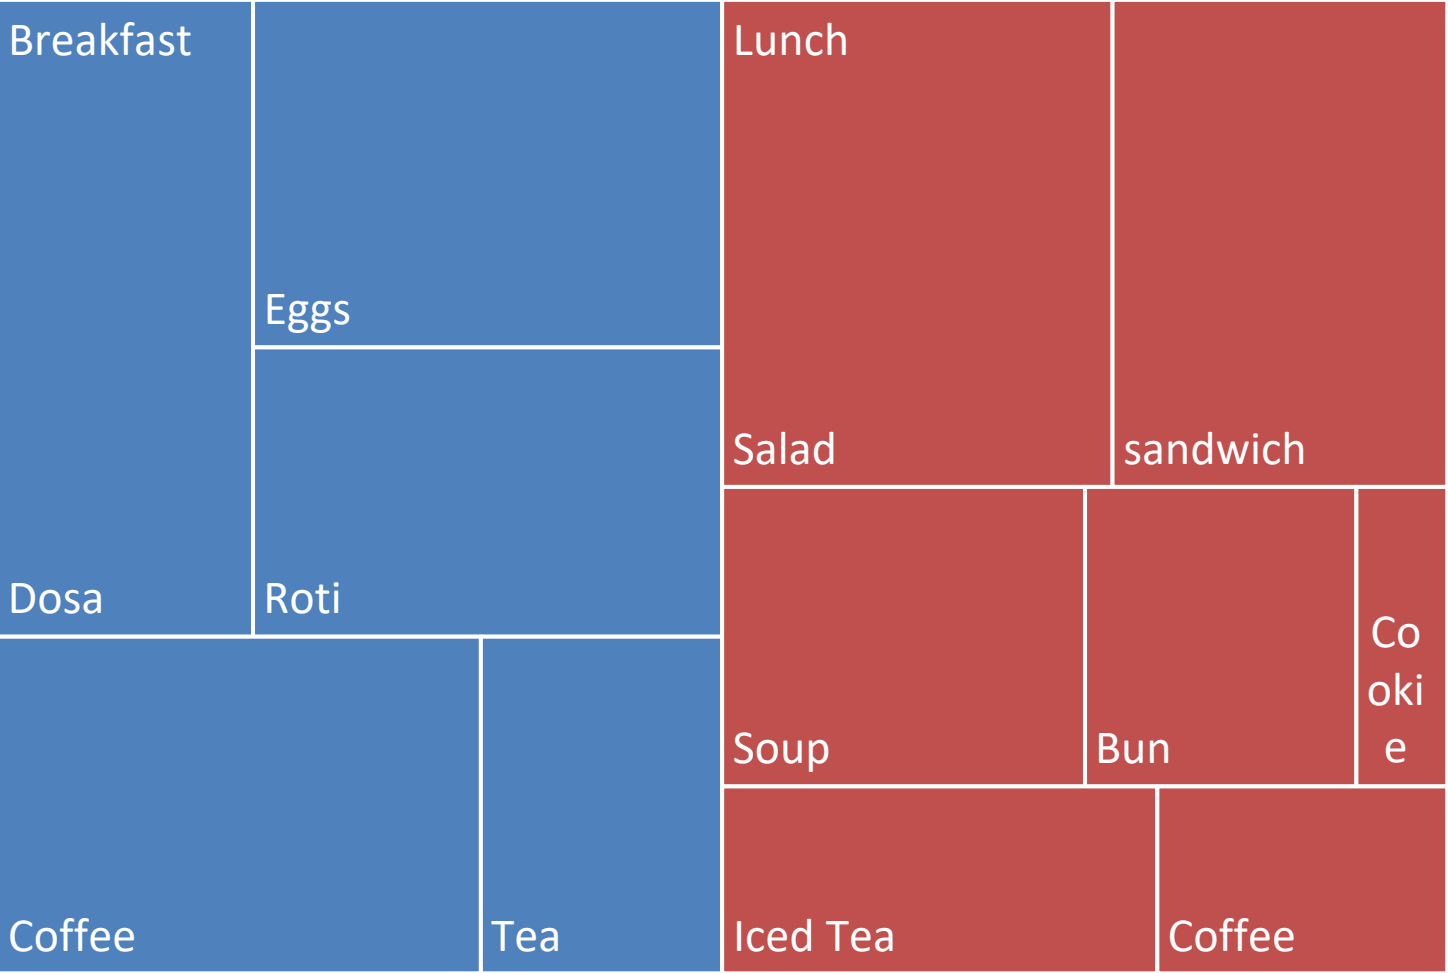 Breakfast
Dosa
Eggs
Roti
Coffee
Tea
Lunch
Salad
sandwich
Soup
Bun
Co
oki
e
Iced Tea
Coffee